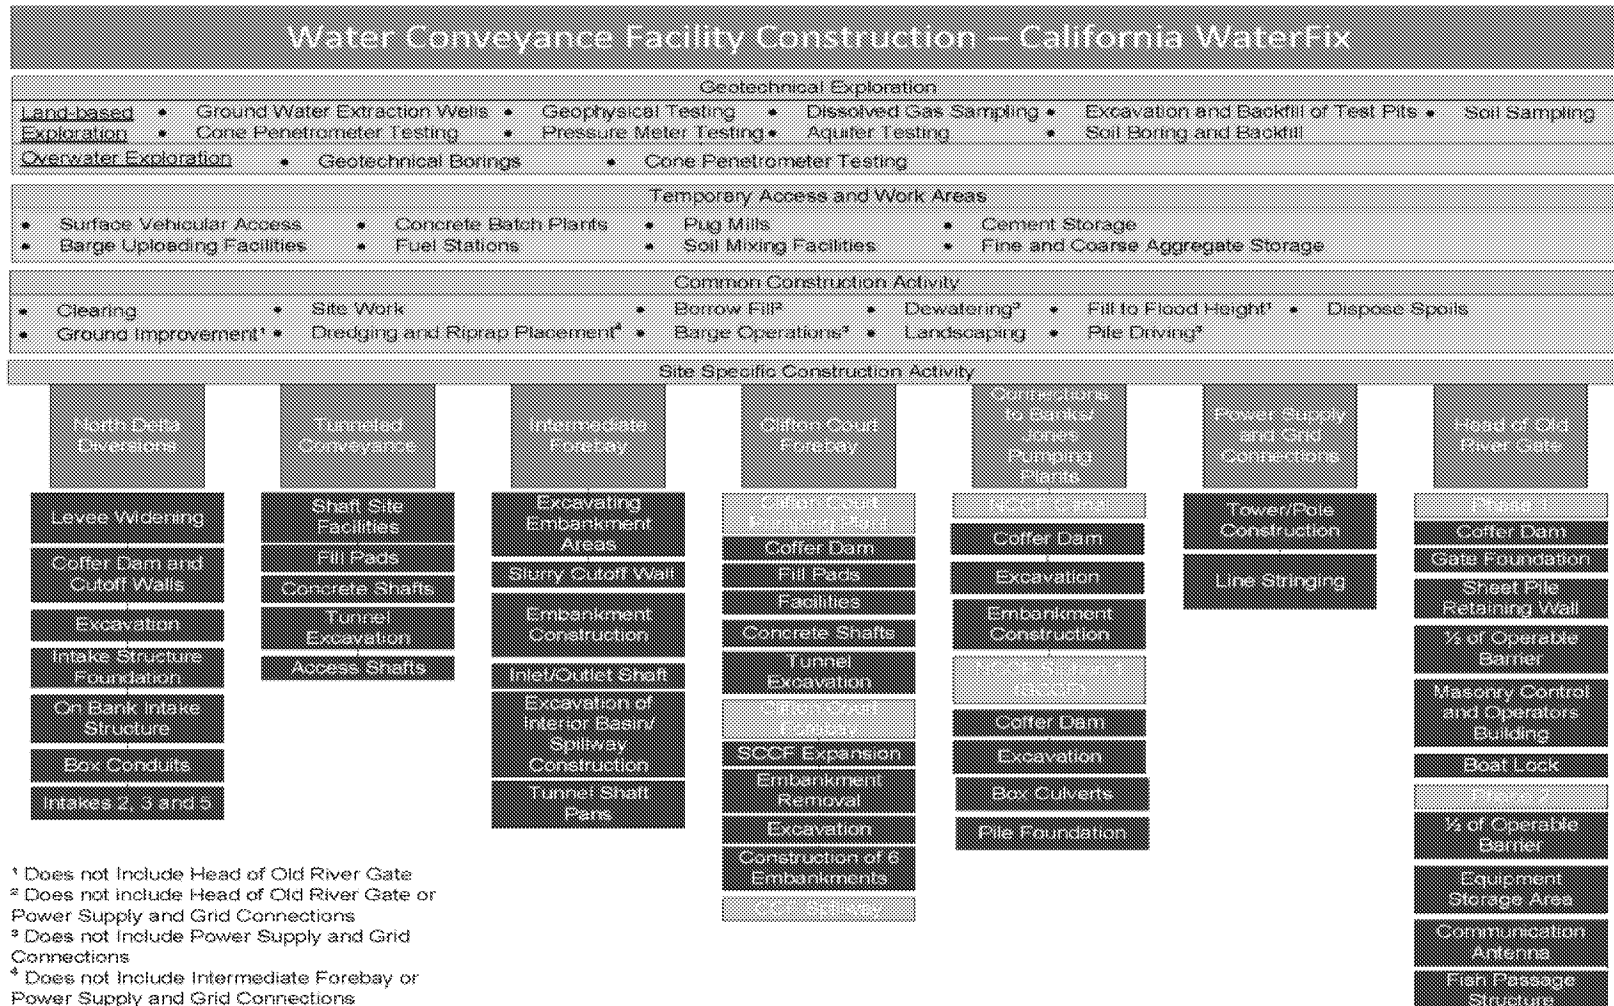 Water Conveyance Facility Construction – California WaterFix
Geotechnical Exploration
Land-based Exploration
• Ground Water Extraction Wells • Geophysical Testing • Dissolved Gas Sampling • Excavation and Backfill of Test Pits • Soil Sampling
• Cone Penetrometer Testing • Pressure Meter Testing • Aquifer Testing • Soil Boring and Backfill
Overwater Exploration • Geotechnical Borings • Cone Penetrometer Testing
Temporary Access and Work Areas
• Surface Vehicular Access • Concrete Batch Plants • Pug Mills • Cement Storage
• Barge Uploading Facilities • Fuel Stations • Soil Mixing Facilities • Fine and Coarse Aggregate Storage
Common Construction Activity
• Clearing • Site Work • Borrow Fill² • Dewatering³ • Fill to Flood Height¹ • Dispose Spoils
• Ground Improvement¹ • Dredging and Riprap Placement⁴ • Barge Operations³ • Landscaping • Pile Driving³
Site Specific Construction Activity
North Delta
Diversions
Levee Widening
Coffer Dam and
Cutoff Walls
Excavation
Intake Structure
Foundation
On Bank Intake
Structure
Box Conduits
Intakes 2, 3 and 5
Tunneled
Conveyance
Shaft Site
Facilities
Fill Pads
Concrete Shafts
Tunnel
Excavation
Access Shafts
Intermediate
Forebay
Excavating
Embankment
Areas
Slurry Cutoff Wall
Embankment
Construction
Inlet/Outlet Shaft
Excavation of
Interior Basin/
Spillway
Construction
Tunnel Shaft
Pans
Clifton Court
Forebay
Clifton Court
Pumping Plant
Coffer Dam
Fill Pads
Facilities
Concrete Shafts
Tunnel
Excavation
Clifton Court
Forebay
SCCF Expansion
Embankment
Removal
Excavation
Construction of 6
Embankments
Spillway
Connections
to Banks/
Jones
Pumping
Plants
Canal
Coffer Dam
Excavation
Embankment
Construction
Coffer Dam
Excavation
Box Culverts
Pile Foundation
Power Supply
and Grid
Connections
Tower/Pole
Construction
Line Stringing
Head of Old
River Gate
Phase 1
Coffer Dam
Gate Foundation
Sheet Pile
Retaining Wall
½ of Operable
Barrier
Masonry Control
and Operators
Building
Boat Lock
½ of Operable
Barrier
Equipment
Storage Area
Communication
Antenna
Fish Passage
Structure
¹ Does not Include Head of Old River Gate
² Does not include Head of Old River Gate or
Power Supply and Grid Connections
³ Does not Include Power Supply and Grid
Connections
⁴ Does not Include Intermediate Forebay or
Power Supply and Grid Connections